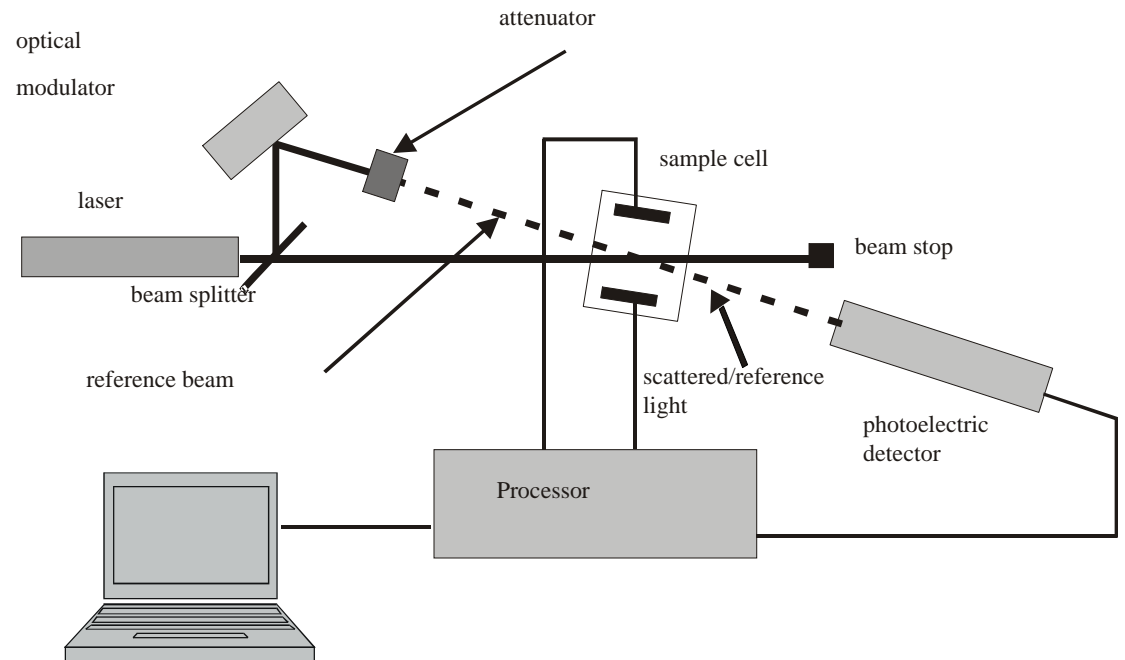 attenuator
optical
modulator
sample cell
laser
beam stop
beam splitter
reference beam
scattered/reference
light
photoelectric
detector
Processor